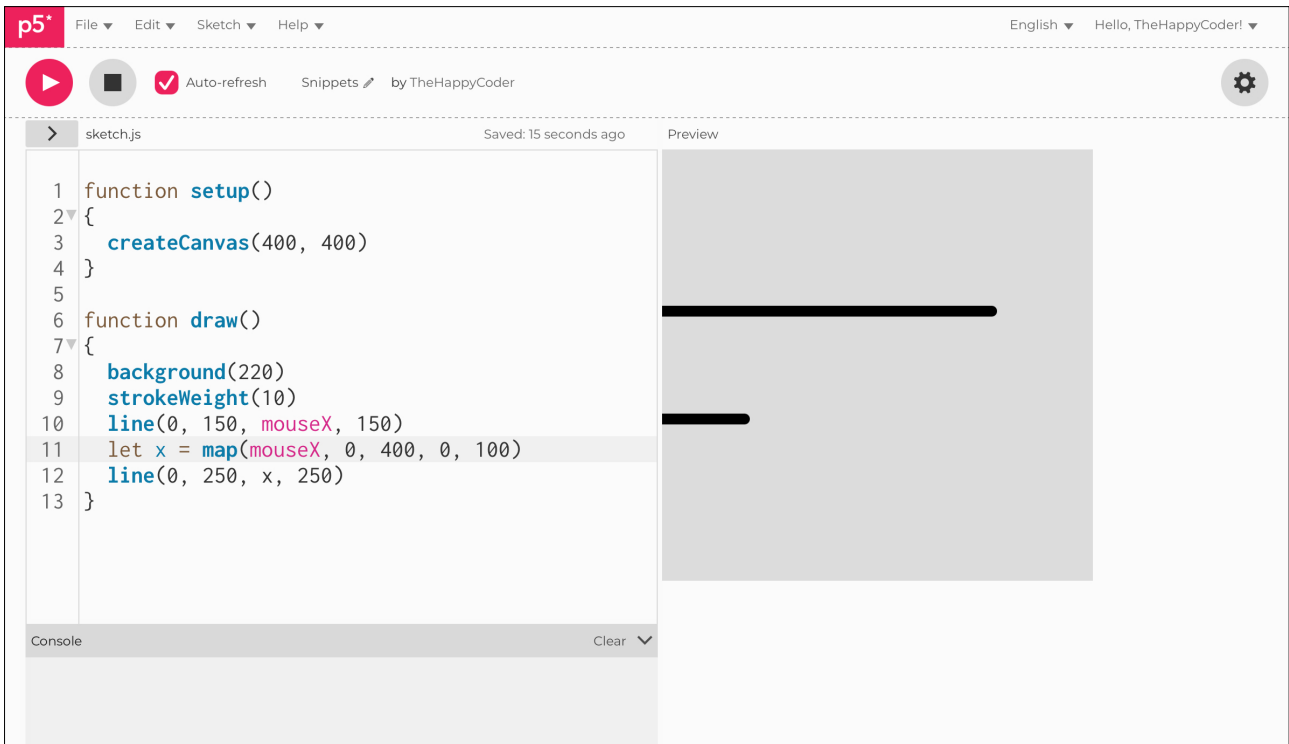 p5* File Edit Sketch Help English Hello, TheHappyCoder!
Auto-refresh Snippets by TheHappyCoder
sketch.js Saved: 15 seconds ago Preview
1 function setup()
2 {
3 createCanvas(400, 400)
4 }
5
6 function draw()
7 {
8 background(220)
9 strokeWeight(10)
10 line(0, 150, mouseX, 150)
11 let x = map(mouseX, 0, 400, 0, 100)
12 line(0, 250, x, 250)
13 }
Console Clear